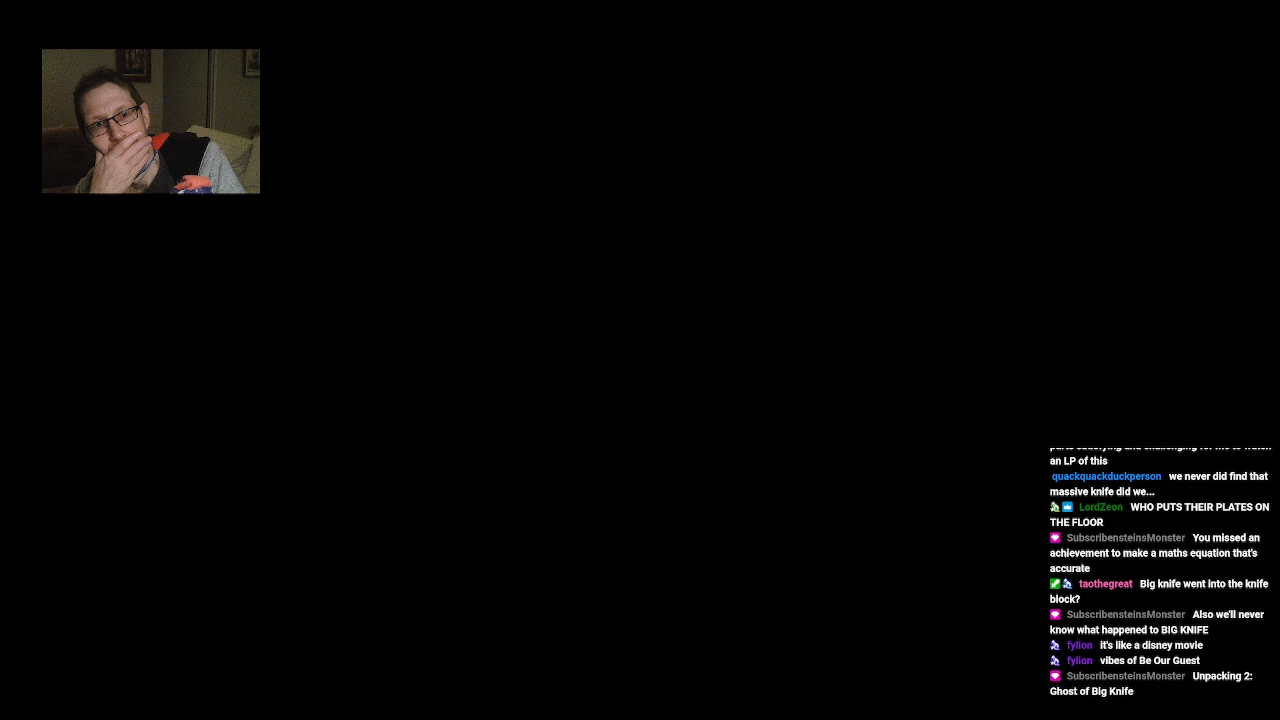 an LP of this
quackquackduckperson we never did find that
massive knife did we...
LordZeon WHO PUTS THEIR PLATES ON
THE FLOOR
SubscribensteinsMonster You missed an
achievement to make a maths equation that's
accurate
taothegreat Big knife went into the knife
block?
SubscribensteinsMonster Also we'll never
know what happened to BIG KNIFE
fylion it's like a disney movie
fylion vibes of Be Our Guest
SubscribensteinsMonster Unpacking 2:
Ghost of Big Knife